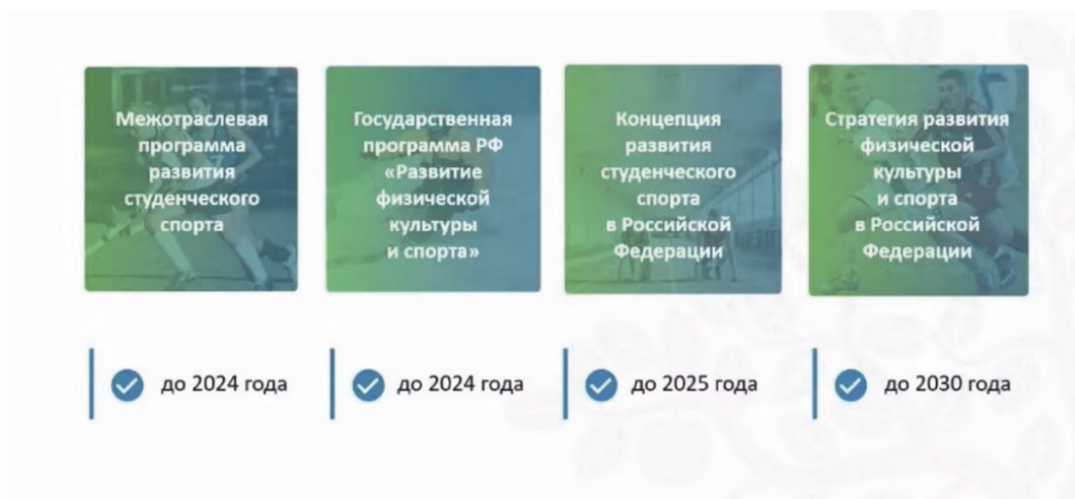 Межотраслевая
программа
развития
студенческого
спорта
Государственная
программа РФ
«Развитие
физической
культуры
и спорта»
Концепция
развития
студенческого
спорта
в Российской
Федерации
Стратегия развития
физической
культуры
и спорта
в Российской
Федерации
до 2024 года
до 2024 года
до 2025 года
до 2030 года